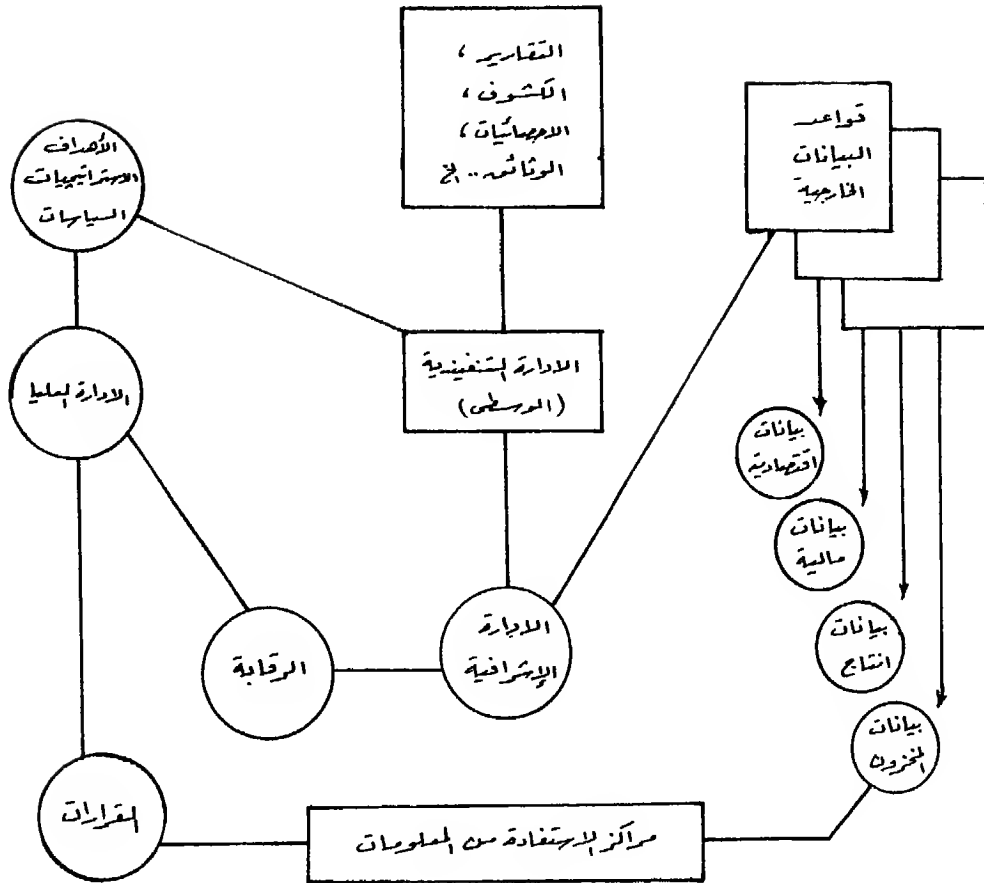 التقارير ،
الكشوف ،
الاحصائيات ،
الوثائق .. الخ
قواعد
البيانات
الخارجية
الأهداف
الاستراتيجيات
السياسات
الادارة التنفيذية
(الوسطى)
الادارة العليا
بيانات
اقتصادية
بيانات
مالية
بيانات
انتاج
بيانات
المخزون
الادارة
الإشرافية
الرقابة
القرارات
مراكز الاستفادة من المعلومات